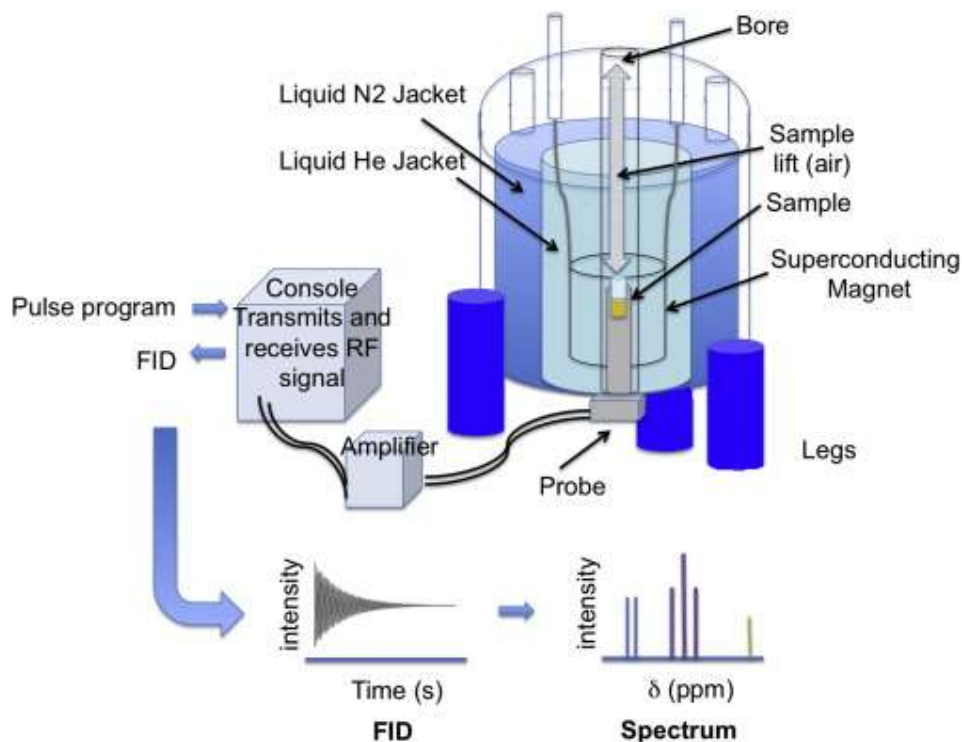 Bore
Liquid N2 Jacket
Liquid He Jacket
Sample
lift (air)
Sample
Superconducting
Magnet
Pulse program
FID
Console
Transmits and
receives RF
signal
Amplifier
Probe
Legs
intensity
Time (s)
FID
intensity
δ (ppm)
Spectrum